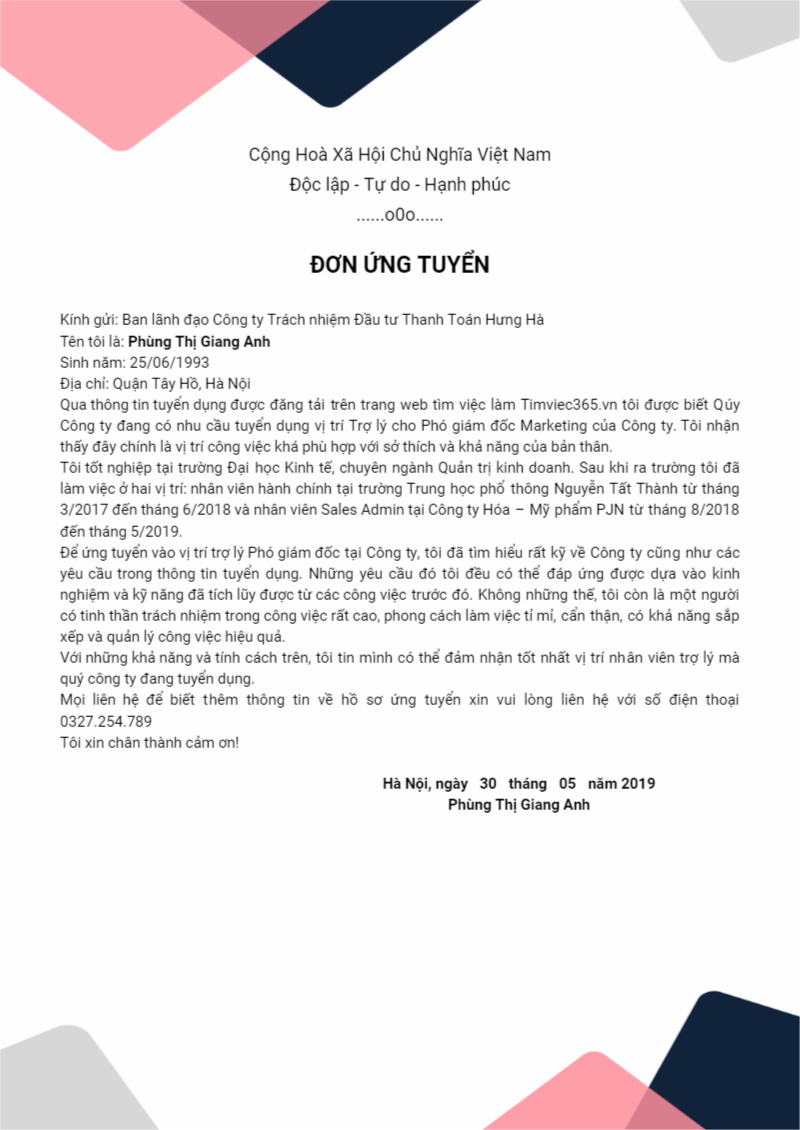 Cộng Hoà Xã Hội Chủ Nghĩa Việt Nam
Độc lập - Tự do - Hạnh phúc
......o0o......
ĐƠN ỨNG TUYỂN
Kính gửi: Ban lãnh đạo Công ty Trách nhiệm Đầu tư Thanh Toán Hưng Hà
Tên tôi là: Phùng Thị Giang Anh
Sinh năm: 25/06/1993
Địa chỉ: Quận Tây Hồ, Hà Nội
Qua thông tin tuyển dụng được đăng tải trên trang web tìm việc làm Timviec365.vn tôi được biết Qúy
Công ty đang có nhu cầu tuyển dụng vị trí Trợ lý cho Phó giám đốc Marketing của Công ty. Tôi nhận
thấy đây chính là vị trí công việc khá phù hợp với sở thích và khả năng của bản thân.
Tôi tốt nghiệp tại trường Đại học Kinh tế, chuyên ngành Quản trị kinh doanh. Sau khi ra trường tôi đã
làm việc ở hai vị trí: nhân viên hành chính tại trường Trung học phổ thông Nguyễn Tất Thành từ tháng
3/2017 đến tháng 6/2018 và nhân viên Sales Admin tại Công ty Hóa – Mỹ phẩm PJN từ tháng 8/2018
đến tháng 5/2019.
Để ứng tuyển vào vị trí trợ lý Phó giám đốc tại Công ty, tôi đã tìm hiểu rất kỹ về Công ty cũng như các
yêu cầu trong thông tin tuyển dụng. Những yêu cầu đó tôi đều có thể đáp ứng được dựa vào kinh
nghiệm và kỹ năng đã tích lũy được từ các công việc trước đó. Không những thế, tôi còn là một người
có tinh thần trách nhiệm trong công việc rất cao, phong cách làm việc tỉ mỉ, cẩn thận, có khả năng sắp
xếp và quản lý công việc hiệu quả.
Với những khả năng và tính cách trên, tôi tin mình có thể đảm nhận tốt nhất vị trí nhân viên trợ lý mà
quý công ty đang tuyển dụng.
Mọi liên hệ để biết thêm thông tin về hồ sơ ứng tuyển xin vui lòng liên hệ với số điện thoại
0327.254.789
Tôi xin chân thành cảm ơn!
Hà Nội, ngày 30 tháng 05 năm 2019
Phùng Thị Giang Anh